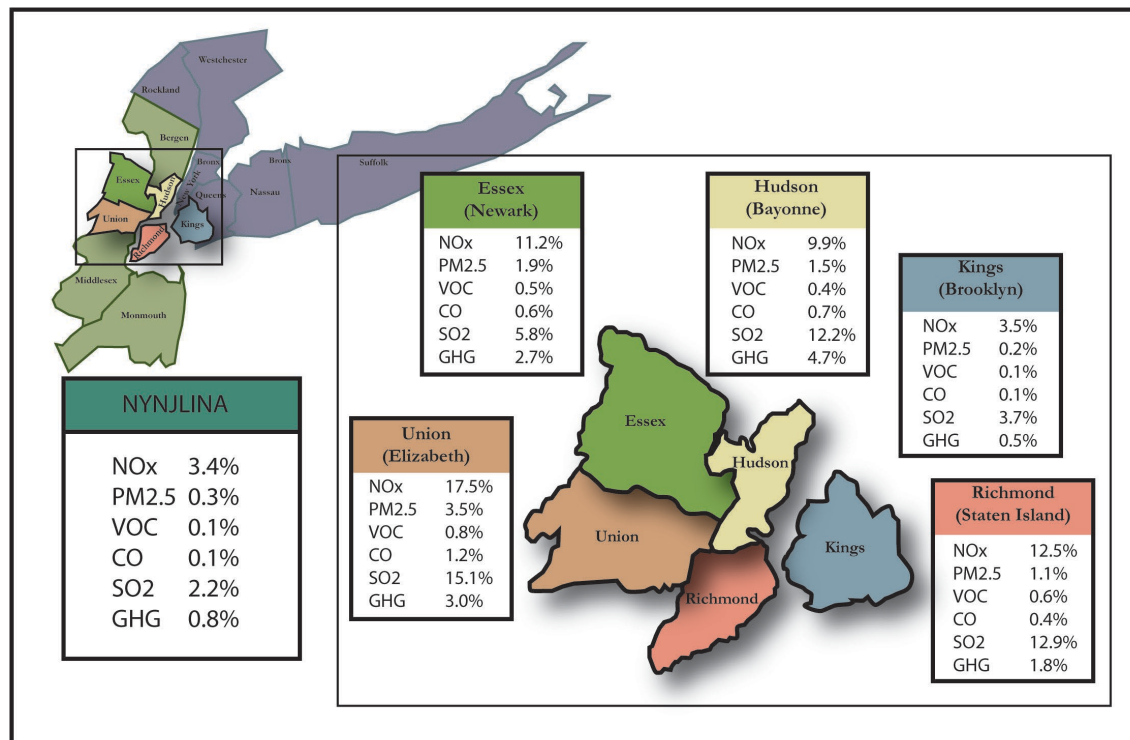 Westchester
Rockland
Bergen
Bronx
Essex
Hudson
New York
Queens
Nassau
Bronx
Suffolk
Union
Kings
Richmond
Middlesex
Monmouth
NYNJLINA
NOx 3.4%
PM2.5 0.3%
VOC 0.1%
CO 0.1%
SO2 2.2%
GHG 0.8%
Essex
(Newark)
NOx 11.2%
PM2.5 1.9%
VOC 0.5%
CO 0.6%
SO2 5.8%
GHG 2.7%
Hudson
(Bayonne)
NOx 9.9%
PM2.5 1.5%
VOC 0.4%
CO 0.7%
SO2 12.2%
GHG 4.7%
Kings
(Brooklyn)
NOx 3.5%
PM2.5 0.2%
VOC 0.1%
CO 0.1%
SO2 3.7%
GHG 0.5%
Union
(Elizabeth)
NOx 17.5%
PM2.5 3.5%
VOC 0.8%
CO 1.2%
SO2 15.1%
GHG 3.0%
Richmond
(Staten Island)
NOx 12.5%
PM2.5 1.1%
VOC 0.6%
CO 0.4%
SO2 12.9%
GHG 1.8%
Essex
Hudson
Union
Kings
Richmond